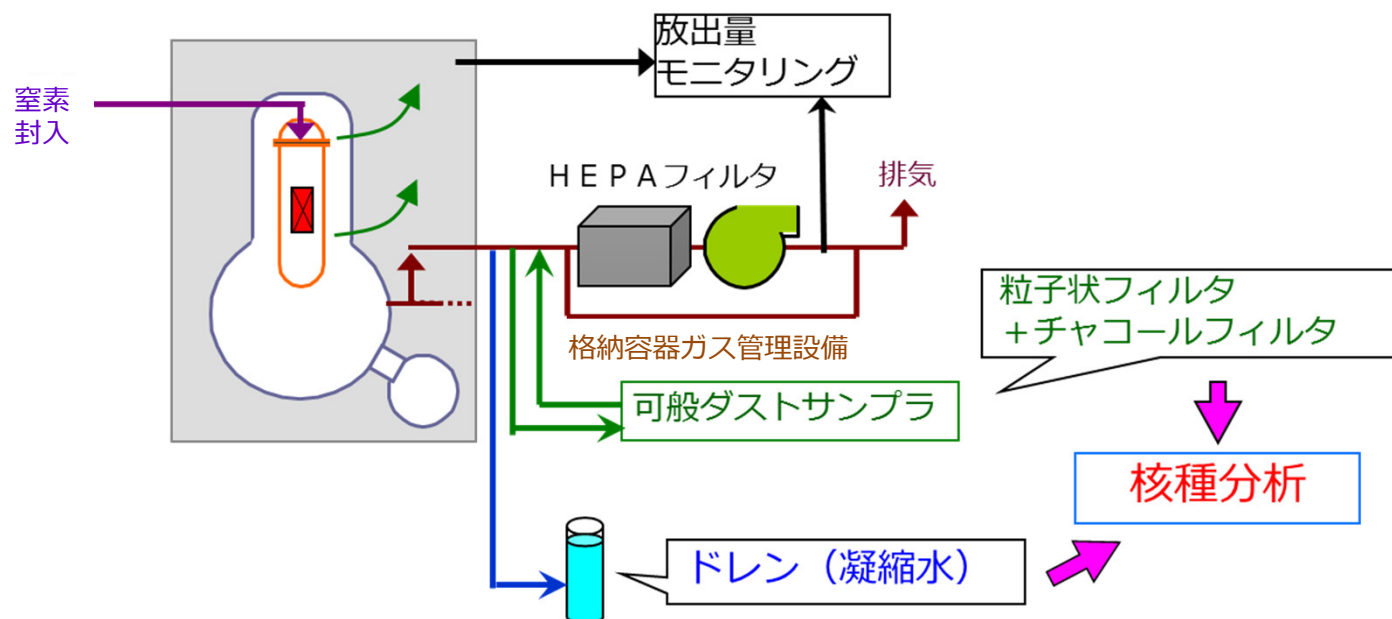 放出量
モニタリング
窒素
封入
ＨＥＰＡフィルタ
排気
粒子状フィルタ
＋チャコールフィルタ
格納容器ガス管理設備
可般ダストサンプラ
核種分析
ドレン（凝縮水）